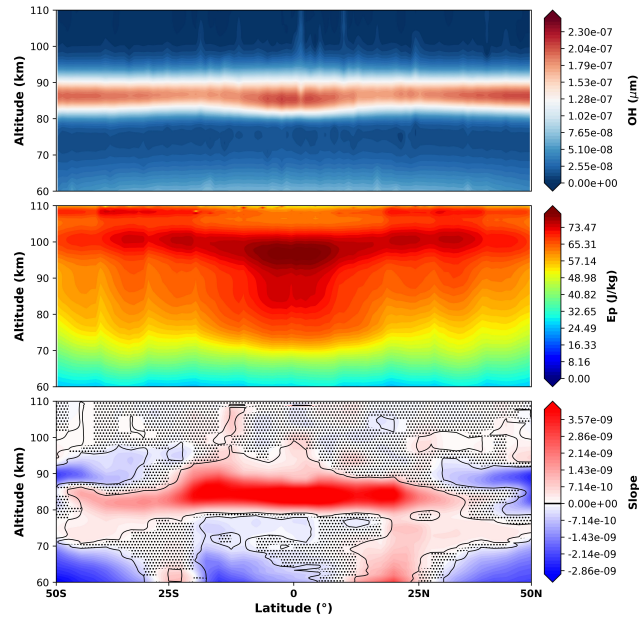 110
100
90
80
70
60
Altitude (km)
2.30e-07
2.04e-07
1.79e-07
1.53e-07
1.28e-07
1.02e-07
7.65e-08
5.10e-08
2.55e-08
0.00e+00
OH (μm)
110
100
90
80
70
60
Altitude (km)
73.47
65.31
57.14
48.98
40.82
32.65
24.49
16.33
8.16
0.00
Ep (J/kg)
110
100
90
80
70
60
Altitude (km)
3.57e-09
2.86e-09
2.14e-09
1.43e-09
7.14e-10
0.00e+00
-7.14e-10
-1.43e-09
-2.14e-09
-2.86e-09
Slope
50S 25S 0 25N 50N
Latitude (°)